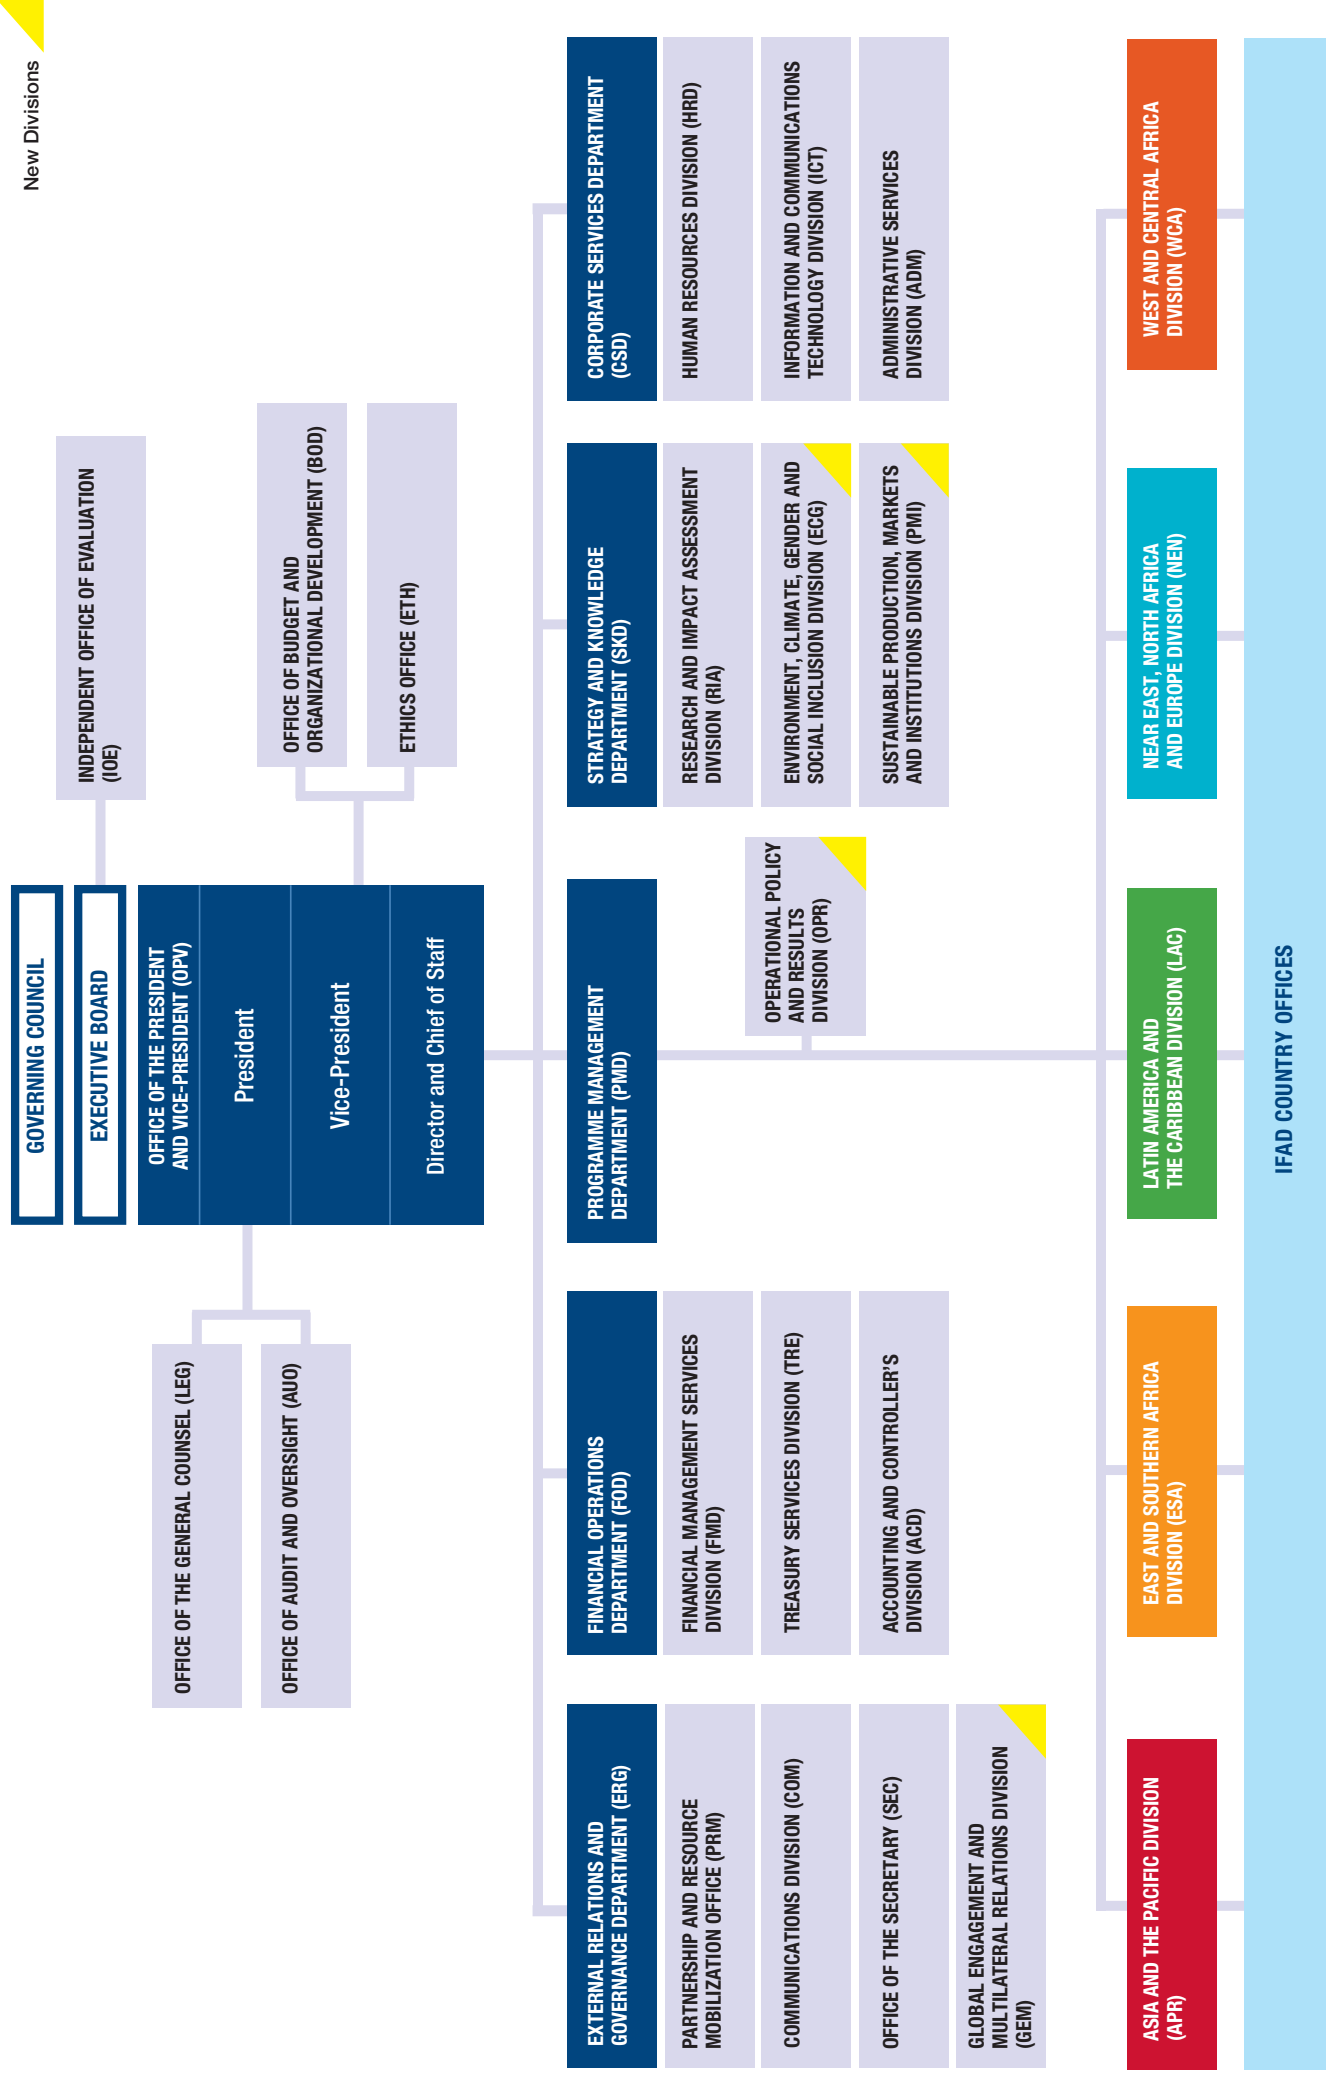 New Divisions
GOVERNING COUNCIL
EXECUTIVE BOARD
INDEPENDENT OFFICE OF EVALUATION
(IOE)
OFFICE OF THE PRESIDENT
AND VICE-PRESIDENT (OPV)
President
Vice-President
Director and Chief of Staff
OFFICE OF THE GENERAL COUNSEL (LEG)
OFFICE OF AUDIT AND OVERSIGHT (AUO)
OFFICE OF BUDGET AND
ORGANIZATIONAL DEVELOPMENT (BOD)
ETHICS OFFICE (ETH)
EXTERNAL RELATIONS AND
GOVERNANCE DEPARTMENT (ERG)
PARTNERSHIP AND RESOURCE
MOBILIZATION OFFICE (PRM)
COMMUNICATIONS DIVISION (COM)
OFFICE OF THE SECRETARY (SEC)
GLOBAL ENGAGEMENT AND
MULTILATERAL RELATIONS DIVISION
(GEM)
FINANCIAL OPERATIONS
DEPARTMENT (FOD)
FINANCIAL MANAGEMENT SERVICES
DIVISION (FMD)
TREASURY SERVICES DIVISION (TRE)
ACCOUNTING AND CONTROLLER'S
DIVISION (ACD)
PROGRAMME MANAGEMENT
DEPARTMENT (PMD)
OPERATIONAL POLICY
AND RESULTS
DIVISION (OPR)
STRATEGY AND KNOWLEDGE
DEPARTMENT (SKD)
RESEARCH AND IMPACT ASSESSMENT
DIVISION (RIA)
ENVIRONMENT, CLIMATE, GENDER AND
SOCIAL INCLUSION DIVISION (ECG)
SUSTAINABLE PRODUCTION, MARKETS
AND INSTITUTIONS DIVISION (PMI)
CORPORATE SERVICES DEPARTMENT
(CSD)
HUMAN RESOURCES DIVISION (HRD)
INFORMATION AND COMMUNICATIONS
TECHNOLOGY DIVISION (ICT)
ADMINISTRATIVE SERVICES
DIVISION (ADM)
ASIA AND THE PACIFIC DIVISION
(APR)
EAST AND SOUTHERN AFRICA
DIVISION (ESA)
LATIN AMERICA AND
THE CARIBBEAN DIVISION (LAC)
NEAR EAST, NORTH AFRICA
AND EUROPE DIVISION (NEN)
WEST AND CENTRAL AFRICA
DIVISION (WCA)
IFAD COUNTRY OFFICES